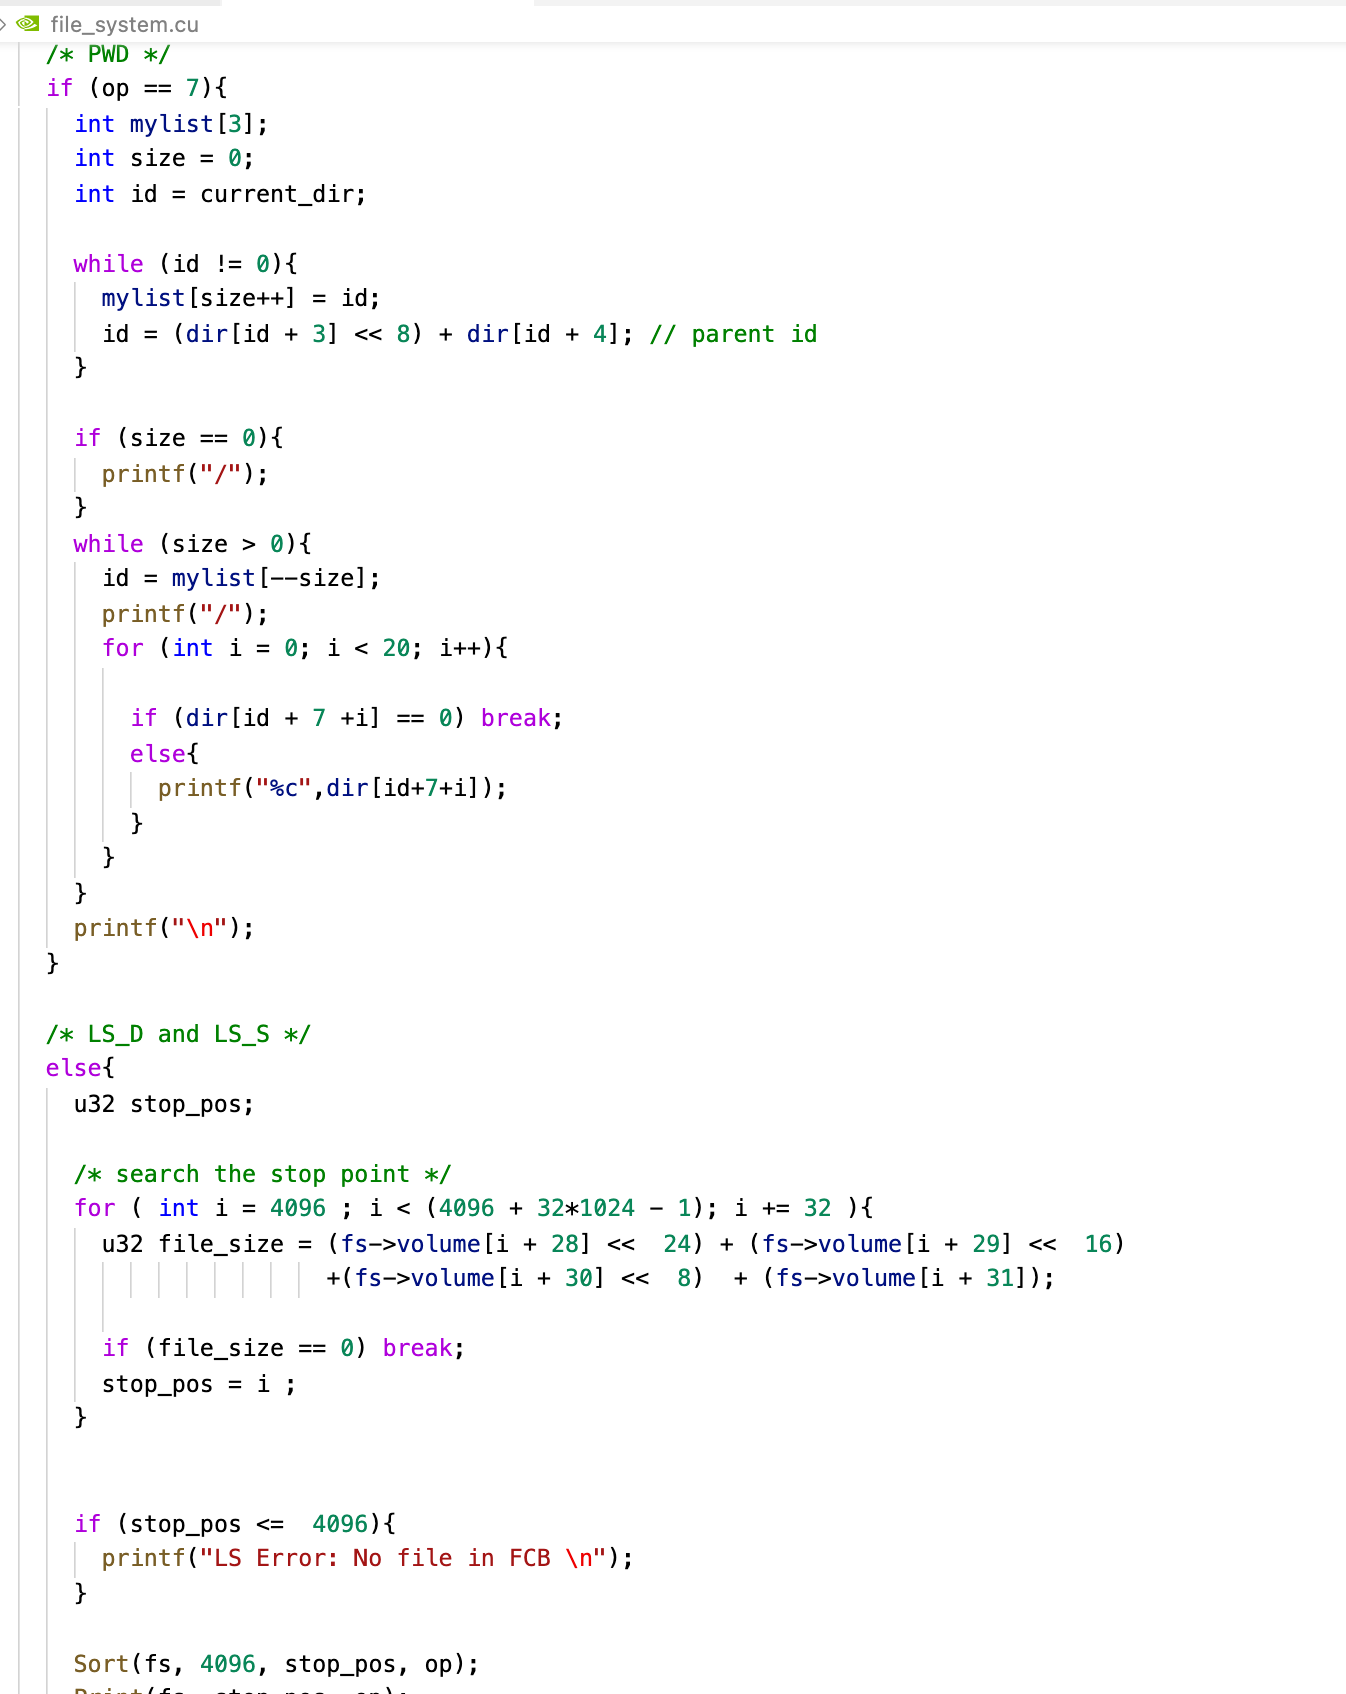 file_system.cu
/* PWD */
if (op == 7){
int mylist[3];
int size = 0;
int id = current_dir;
while (id != 0){
mylist[size++] = id;
id = (dir[id + 3] << 8) + dir[id + 4]; // parent id
}
if (size == 0){
printf("/");
}
while (size > 0){
id = mylist[--size];
printf("/");
for (int i = 0; i < 20; i++){
if (dir[id + 7 +i] == 0) break;
else{
printf("%c",dir[id+7+i]);
}
}
}
printf("\n");
}
/* LS_D and LS_S */
else{
u32 stop_pos;
/* search the stop point */
for ( int i = 4096 ; i < (4096 + 32*1024 - 1); i += 32 ){
u32 file_size = (fs->volume[i + 28] <<  24) + (fs->volume[i + 29] <<  16)
+(fs->volume[i + 30] <<  8)  + (fs->volume[i + 31]);
if (file_size == 0) break;
stop_pos = i ;
}
if (stop_pos <=  4096){
printf("LS Error: No file in FCB \n");
}
Sort(fs, 4096, stop_pos, op);